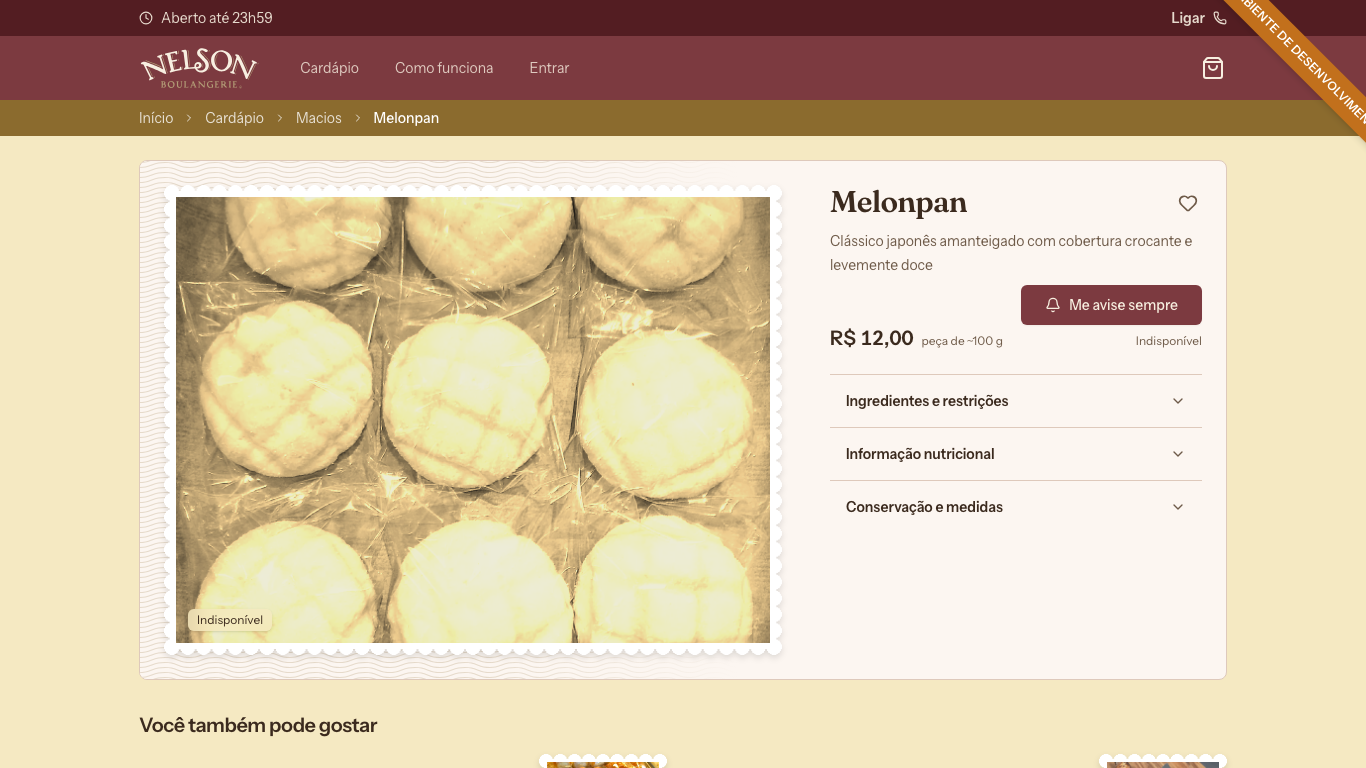 Aberto até 23h59
Ligar
NELSON
BOULANGERIE
Cardápio
Como funciona
Entrar
DE DESENVOLVIMEN
Início
Cardápio
Macios
Melonpan
Melonpan
Clássico japonês amanteigado com cobertura crocante e
levemente doce
Me avise sempre
R$ 12,00 peça de ~100 g
Indisponível
Ingredientes e restrições
Informação nutricional
Conservação e medidas
Indisponível
Você também pode gostar